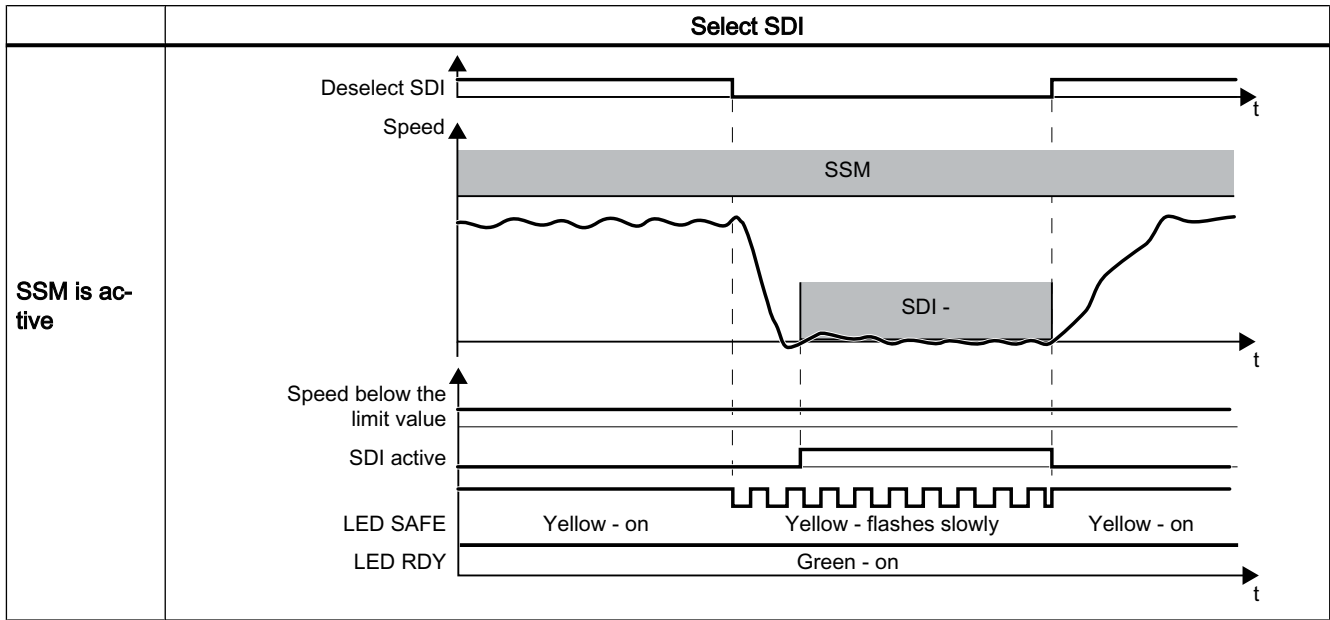 Select SDI
SSM is ac-
tive
Deselect SDI
t
Speed
SSM
SDI -
t
Speed below the
limit value
SDI active
LED SAFE Yellow - on Yellow - flashes slowly Yellow - on
LED RDY Green - on
t